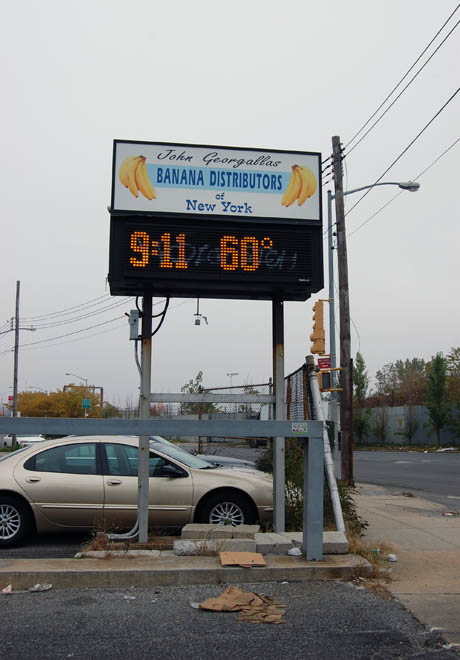 John Georgallas
BANANA DISTRIBUTORS
of
New York
9:11 60°